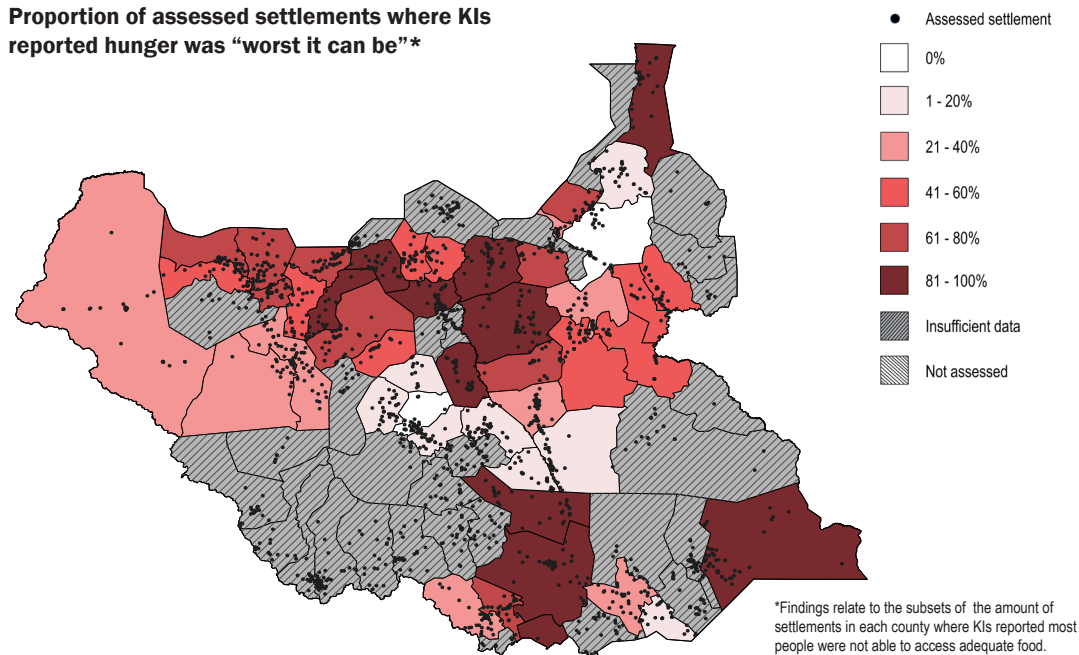 Proportion of assessed settlements where KIs
reported hunger was “worst it can be”*
Assessed settlement
0%
1 - 20%
21 - 40%
41 - 60%
61 - 80%
81 - 100%
Insufficient data
Not assessed
*Findings relate to the subsets of the amount of
settlements in each county where KIs reported most
people were not able to access adequate food.